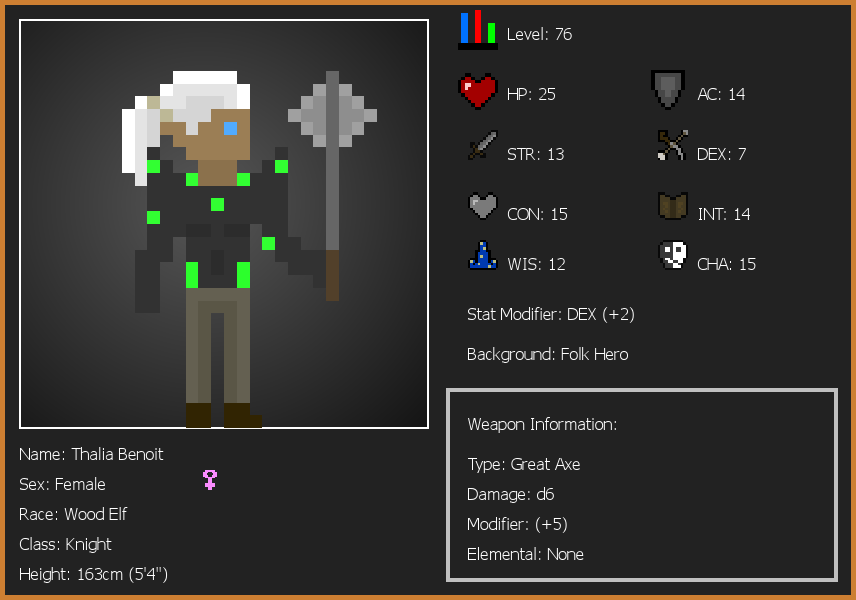 Level: 76
HP: 25
AC: 14
STR: 13
DEX: 7
CON: 15
INT: 14
WIS: 12
CHA: 15
Stat Modifier: DEX (+2)
Background: Folk Hero
Weapon Information:
Type: Great Axe
Damage: d6
Modifier: (+5)
Elemental: None
Name: Thalia Benoit
Sex: Female
Race: Wood Elf
Class: Knight
Height: 163cm (5'4")